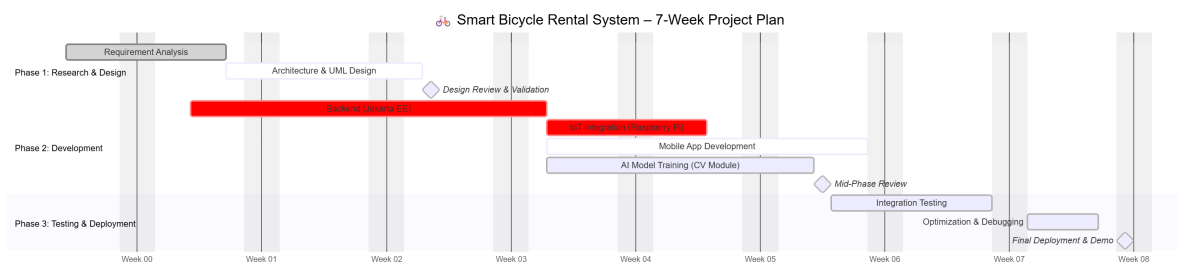 🚲 Smart Bicycle Rental System – 7-Week Project Plan
Requirement Analysis
Phase 1: Research & Design
Architecture & UML Design
Design Review & Validation
Backend (Jakarta EE)
IoT Integration (Raspberry Pi)
Phase 2: Development
Mobile App Development
AI Model Training (CV Module)
Mid-Phase Review
Integration Testing
Phase 3: Testing & Deployment
Optimization & Debugging
Final Deployment & Demo
Week 00 Week 01 Week 02 Week 03 Week 04 Week 05 Week 06 Week 07 Week 08